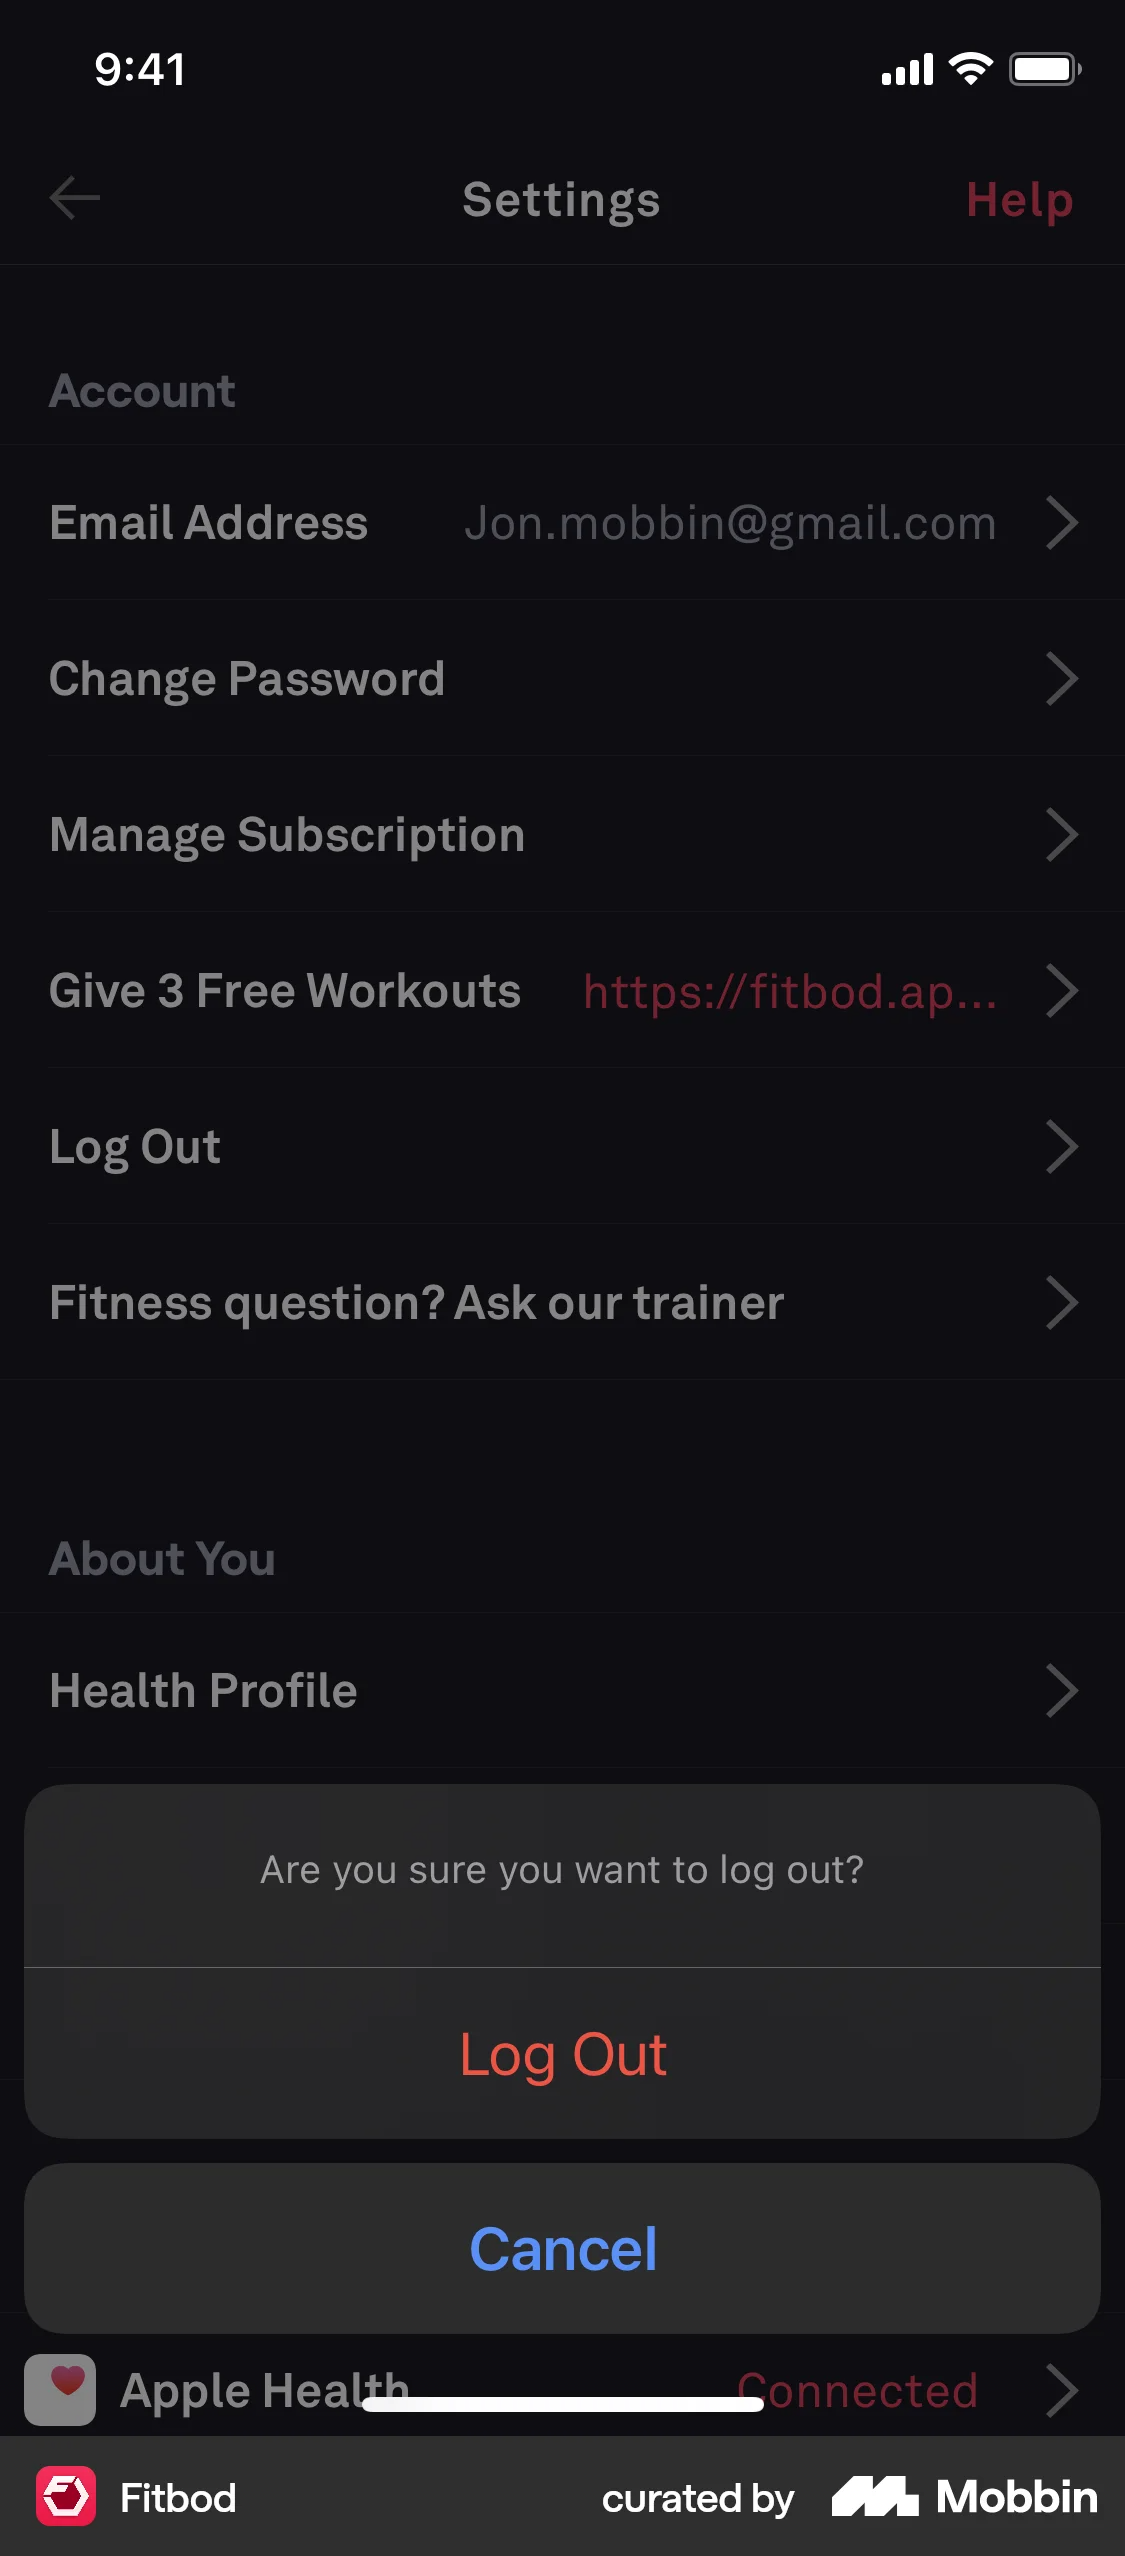 9:41
Settings
Help
Account
Email Address Jon.mobbin@gmail.com
Change Password
Manage Subscription
Give 3 Free Workouts https://fitbod.ap...
Log Out
Fitness question? Ask our trainer
About You
Health Profile
Are you sure you want to log out?
Log Out
Cancel
Apple Health Connected
Fitbod
curated by Mobbin